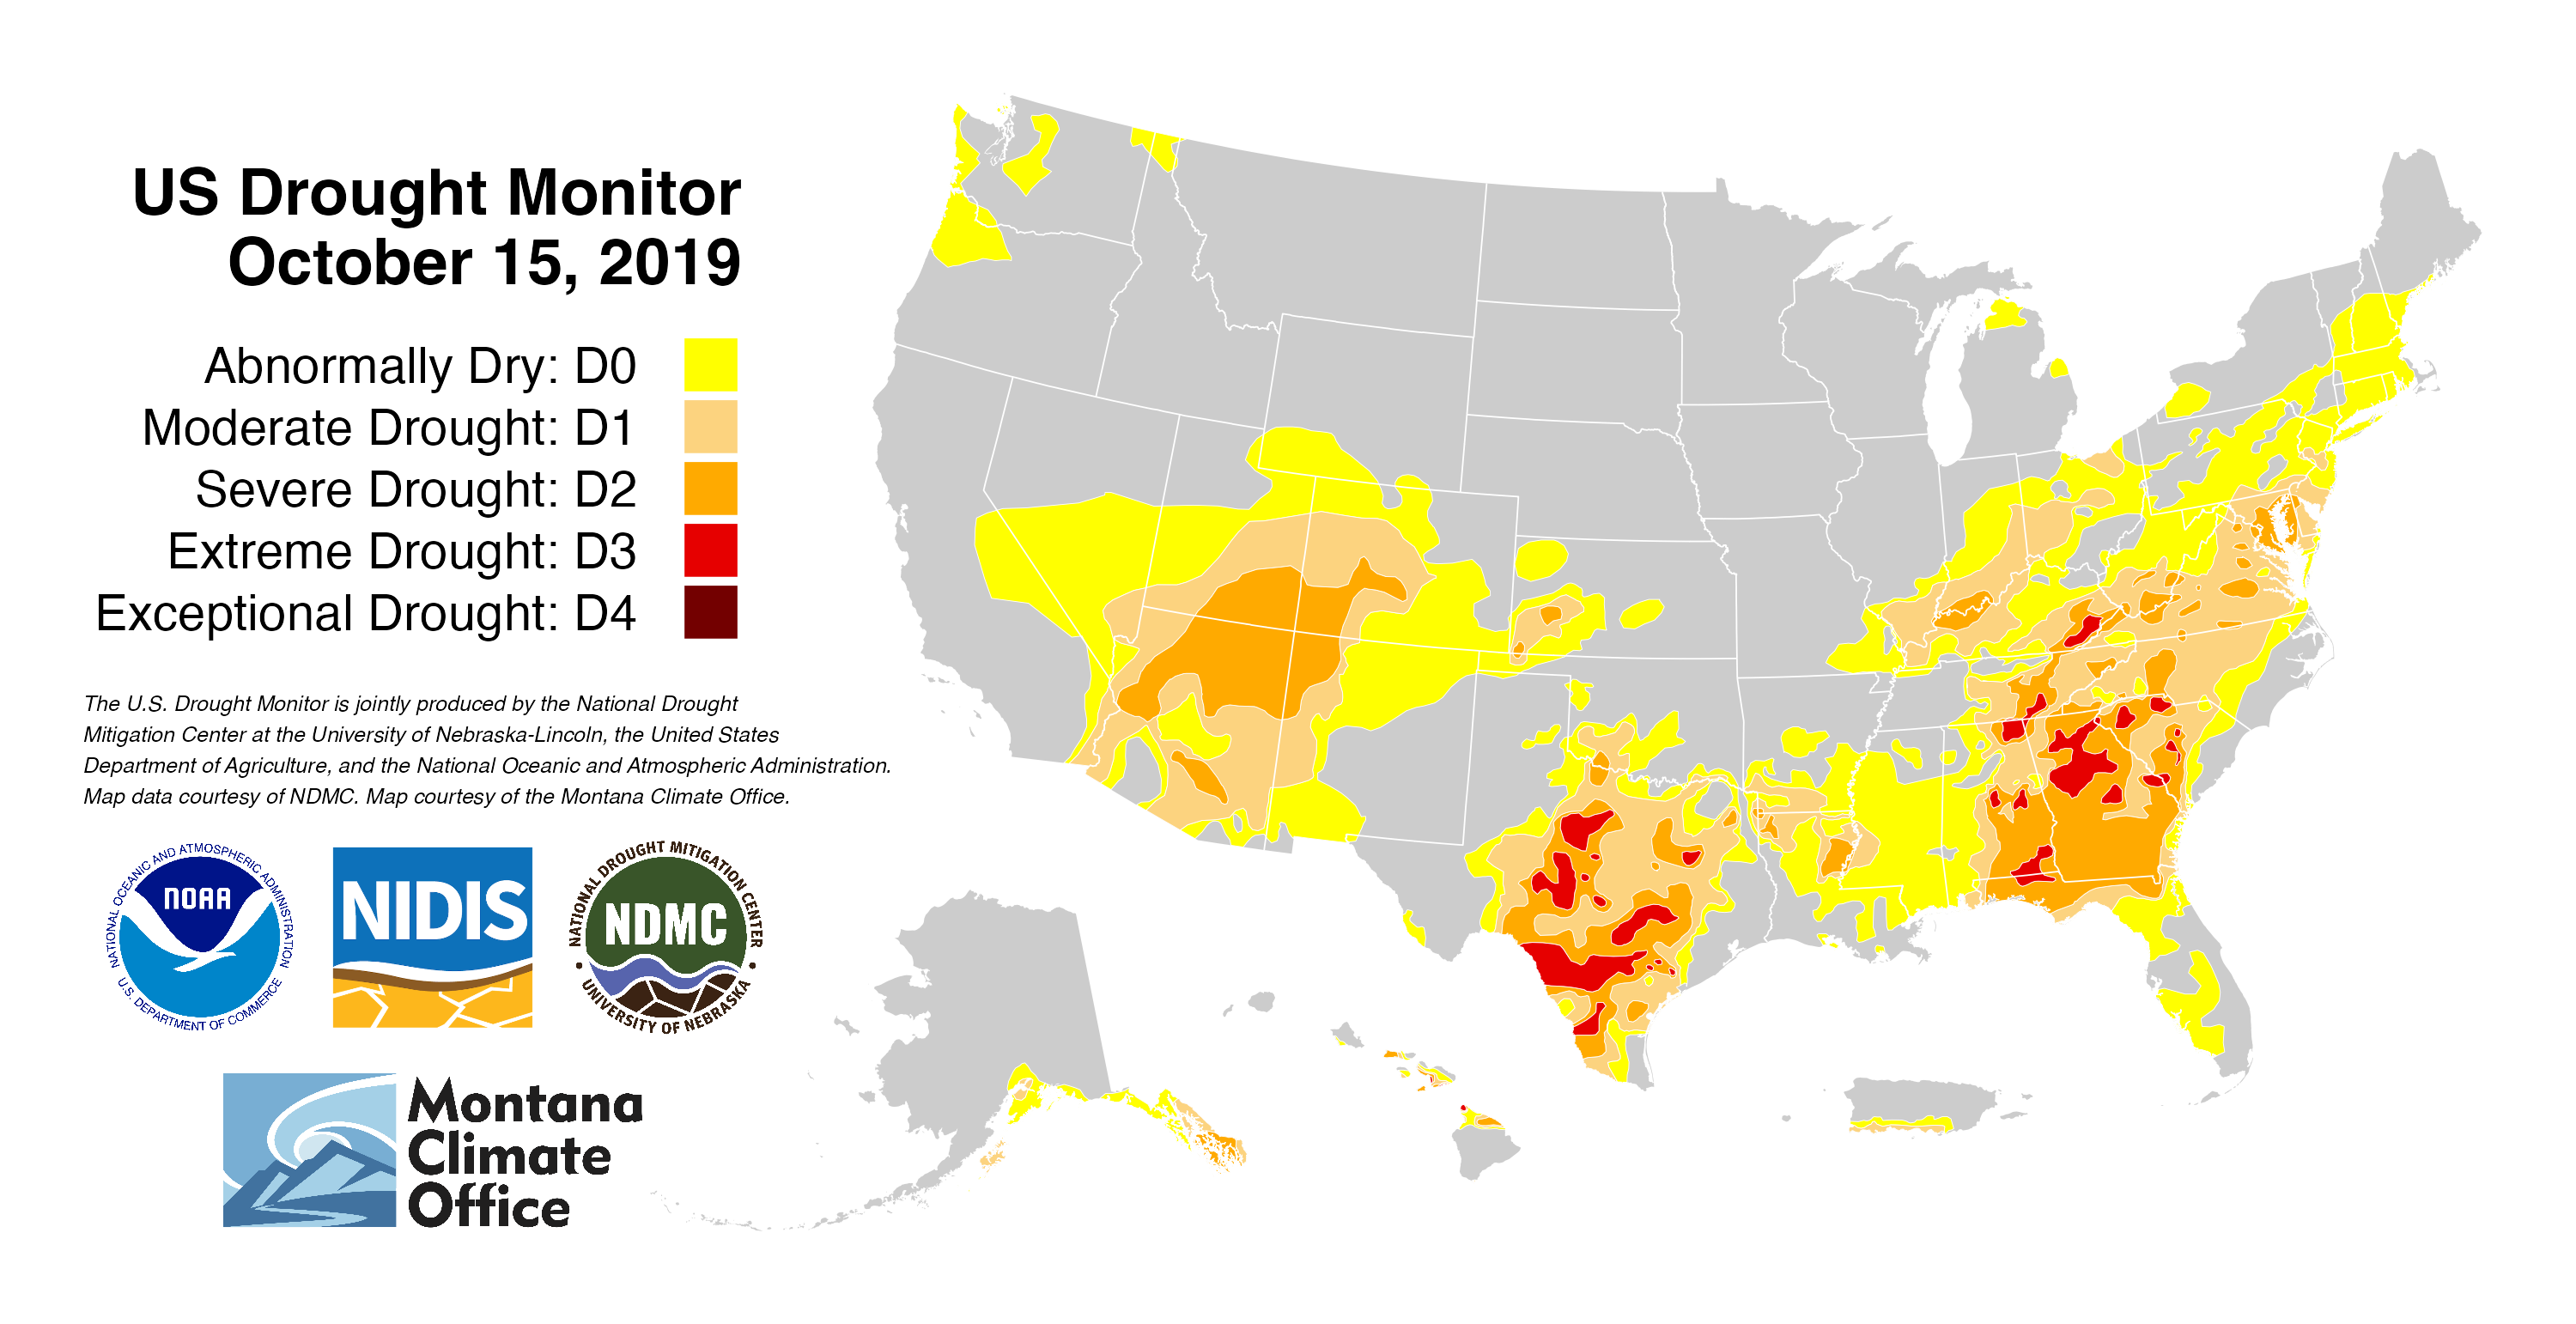 US Drought Monitor
October 15, 2019
Abnormally Dry: D0
Moderate Drought: D1
Severe Drought: D2
Extreme Drought: D3
Exceptional Drought: D4
The U.S. Drought Monitor is jointly produced by the National Drought
Mitigation Center at the University of Nebraska-Lincoln, the United States
Department of Agriculture, and the National Oceanic and Atmospheric Administration.
Map data courtesy of NDMC. Map courtesy of the Montana Climate Office.
NATIONAL OCEANIC AND ATMOSPHERIC ADMINISTRATION
NOAA
U.S. DEPARTMENT OF COMMERCE
NIDIS
NATIONAL DROUGHT MITIGATION CENTER
NDMC
UNIVERSITY OF NEBRASKA
Montana
Climate
Office